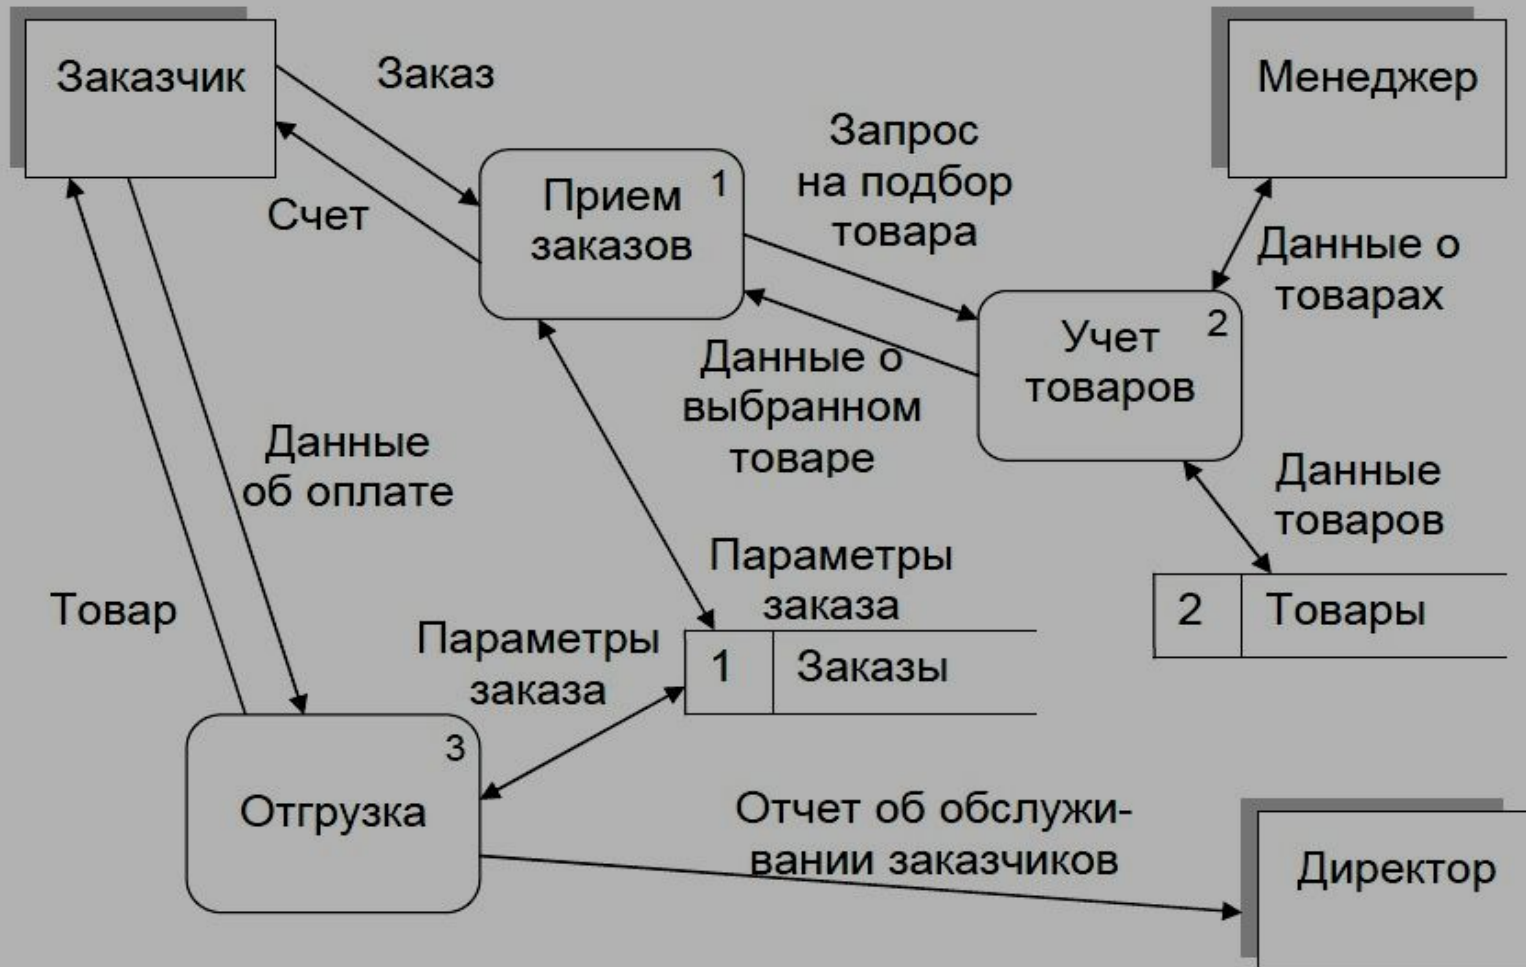 Заказчик
Заказ
Менеджер
Запрос
на подбор
товара
Прием
заказов
1
Счет
Данные о
товарах
Учет
товаров
2
Данные о
выбранном
товаре
Данные
об оплате
Данные
товаров
Параметры
заказа
Товар
2
Товары
Параметры
заказа
1
Заказы
3
Отгрузка
Отчет об обслужи-
вании заказчиков
Директор